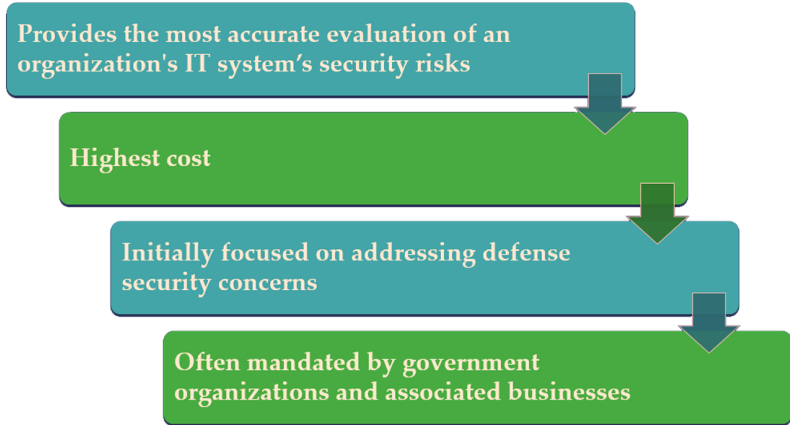 Provides the most accurate evaluation of an
organization's IT system’s security risks
Highest cost
Initially focused on addressing defense
security concerns
Often mandated by government
organizations and associated businesses